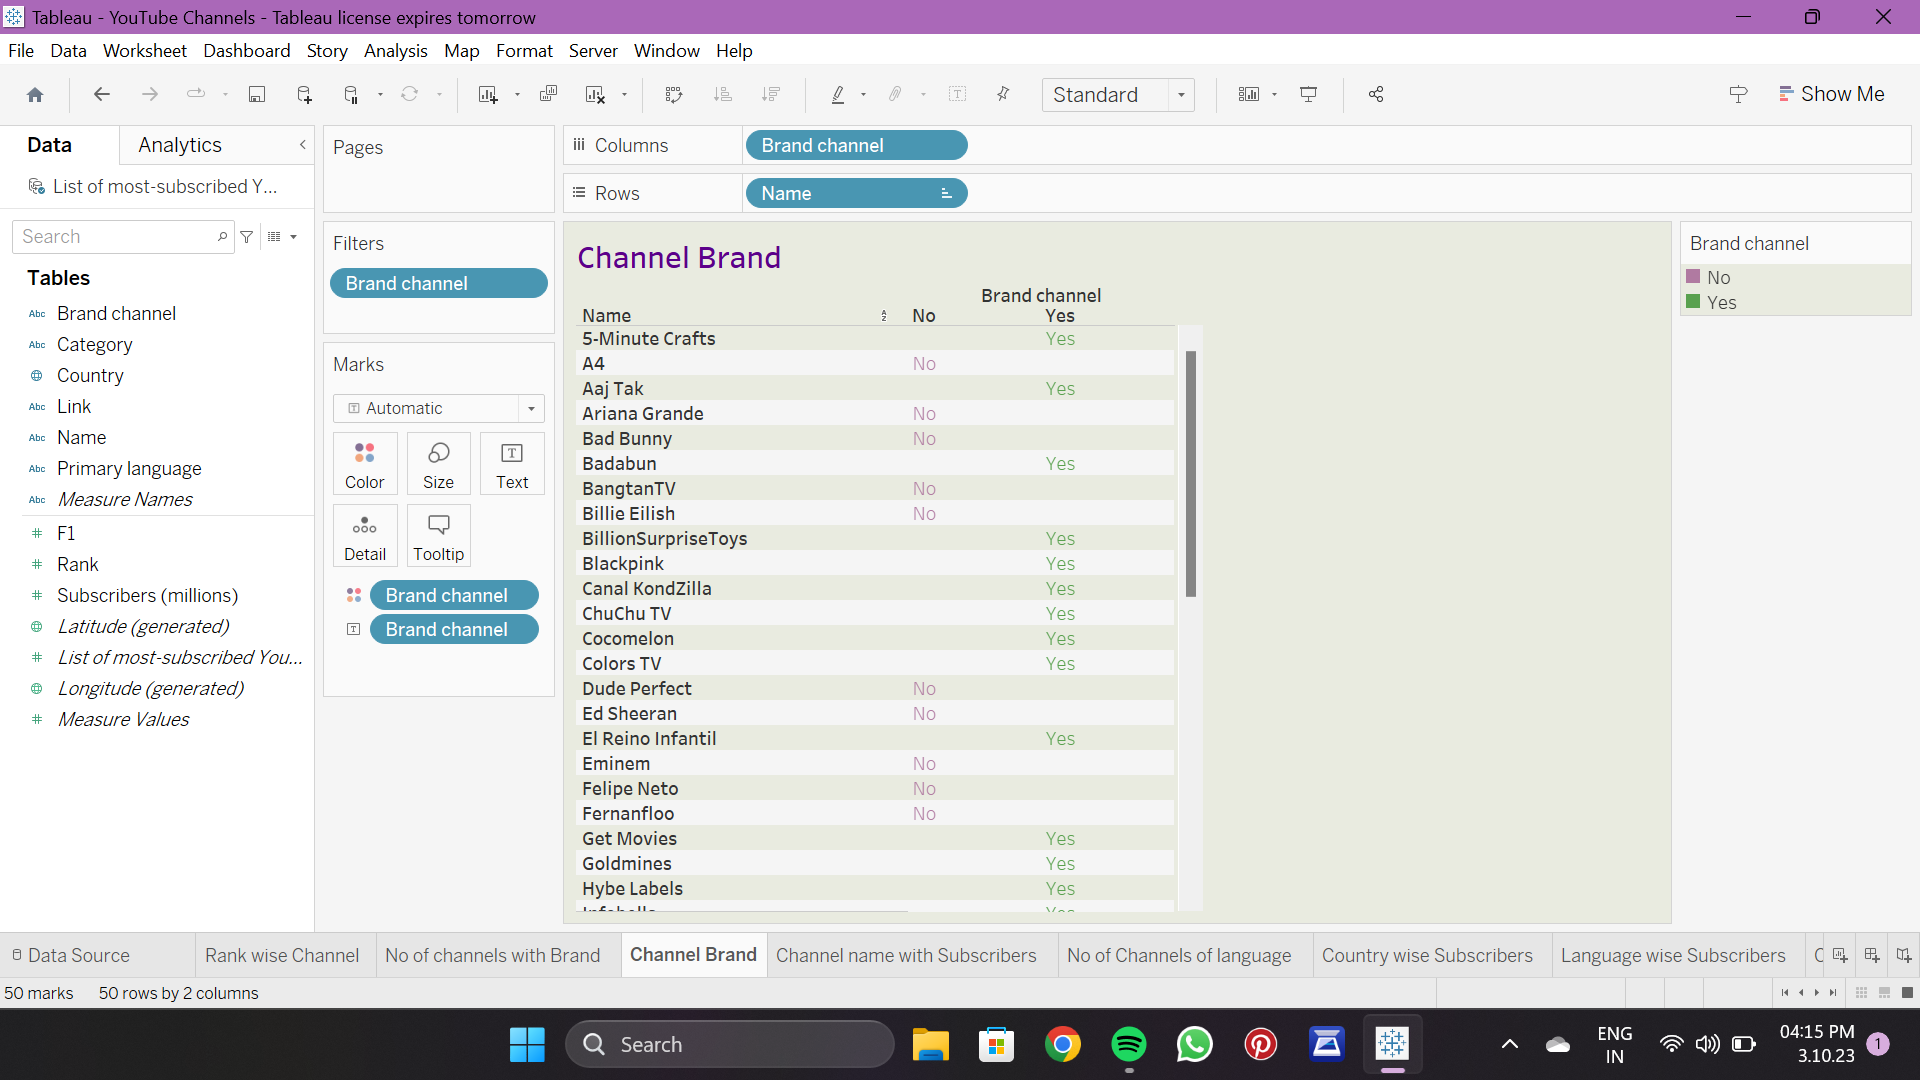 Tableau - YouTube Channels - Tableau license expires tomorrow
File Data Worksheet Dashboard Story Analysis Map Format Server Window Help
Standard
Show Me
Data Analytics
List of most-subscribed Y...
Search
Tables
Abc Brand channel
Abc Category
Country
Abc Link
Abc Name
Abc Primary language
Abc Measure Names
# F1
# Rank
# Subscribers (millions)
Latitude (generated)
# List of most-subscribed You...
Longitude (generated)
# Measure Values
Pages
Filters
Brand channel
Marks
Automatic
Color Size Text
Detail Tooltip
Brand channel
Brand channel
Columns Brand channel
Rows Name
Channel Brand
Brand channel
Name No Yes
5-Minute Crafts Yes
A4 No
Aaj Tak Yes
Ariana Grande No
Bad Bunny No
Badabun Yes
BangtanTV No
Billie Eilish No
BillionSurpriseToys Yes
Blackpink Yes
Canal KondZilla Yes
ChuChu TV Yes
Cocomelon Yes
Colors TV Yes
Dude Perfect No
Ed Sheeran No
El Reino Infantil Yes
Eminem No
Felipe Neto No
Fernanfloo No
Get Movies Yes
Goldmines Yes
Hybe Labels Yes
Brand channel
No
Yes
Data Source Rank wise Channel No of channels with Brand Channel Brand Channel name with Subscribers No of Channels of language Country wise Subscribers Language wise Subscribers
50 marks 50 rows by 2 columns
Search
ENG
IN
04:15 PM
3.10.23
1